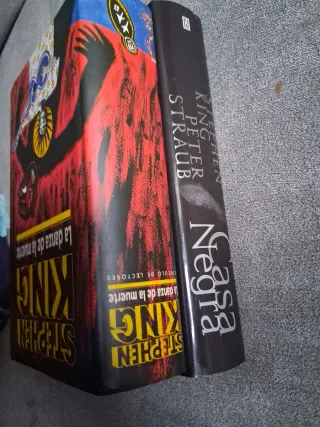 STEPHEN
KING
La danza de la muerte
STEPHEN
KING
La danza de la muerte
CÍRCULO DE LECTORES
STEPHEN
KING
PETER
STRAUB
Casa
Negra